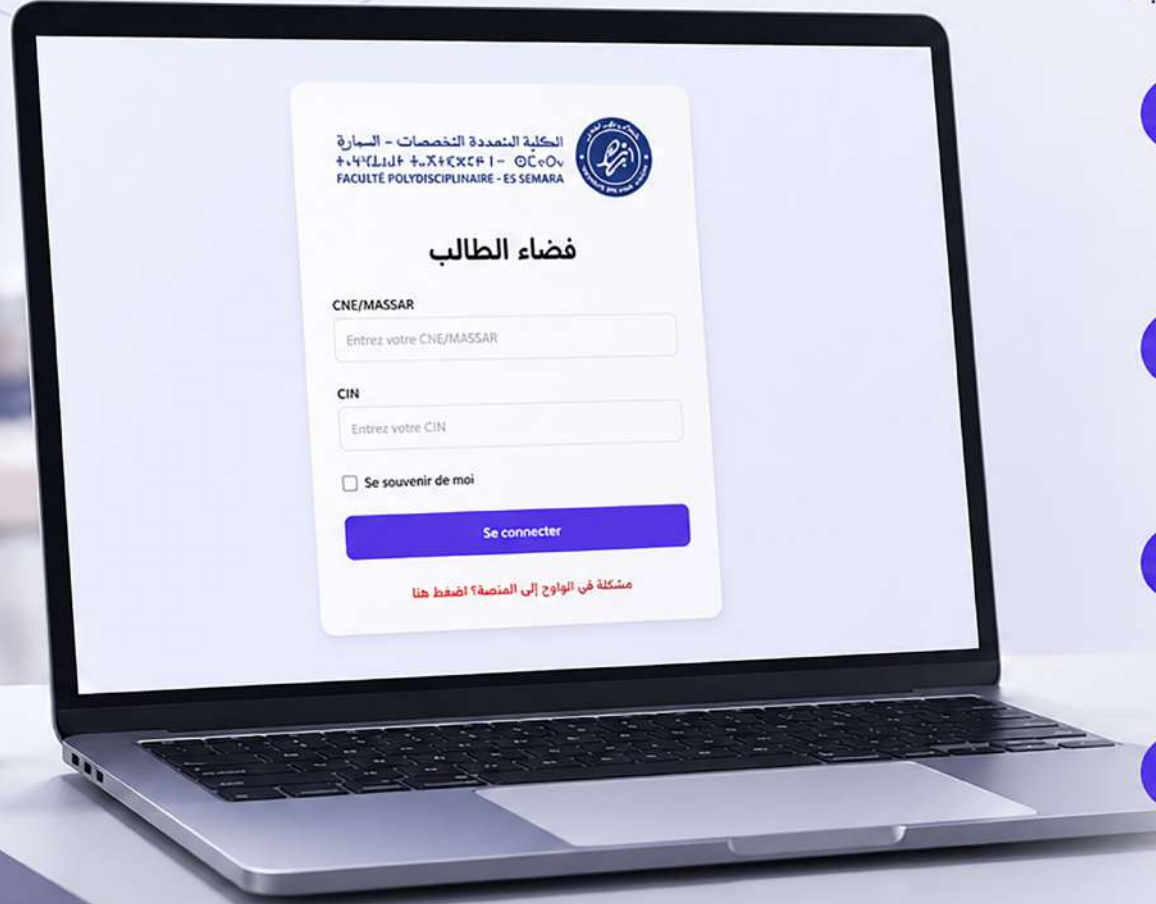 الكلية المتعددة التخصصات – السمارة
FACULTÉ POLYDISCIPLINAIRE - ES SEMARA
فضاء الطالب
CNE/MASSAR
Entrez votre CNE/MASSAR
CIN
Entrez votre CIN
Se souvenir de moi
Se connecter
مشكلة في الواوج إلى المنصة؟ اضغط هنا